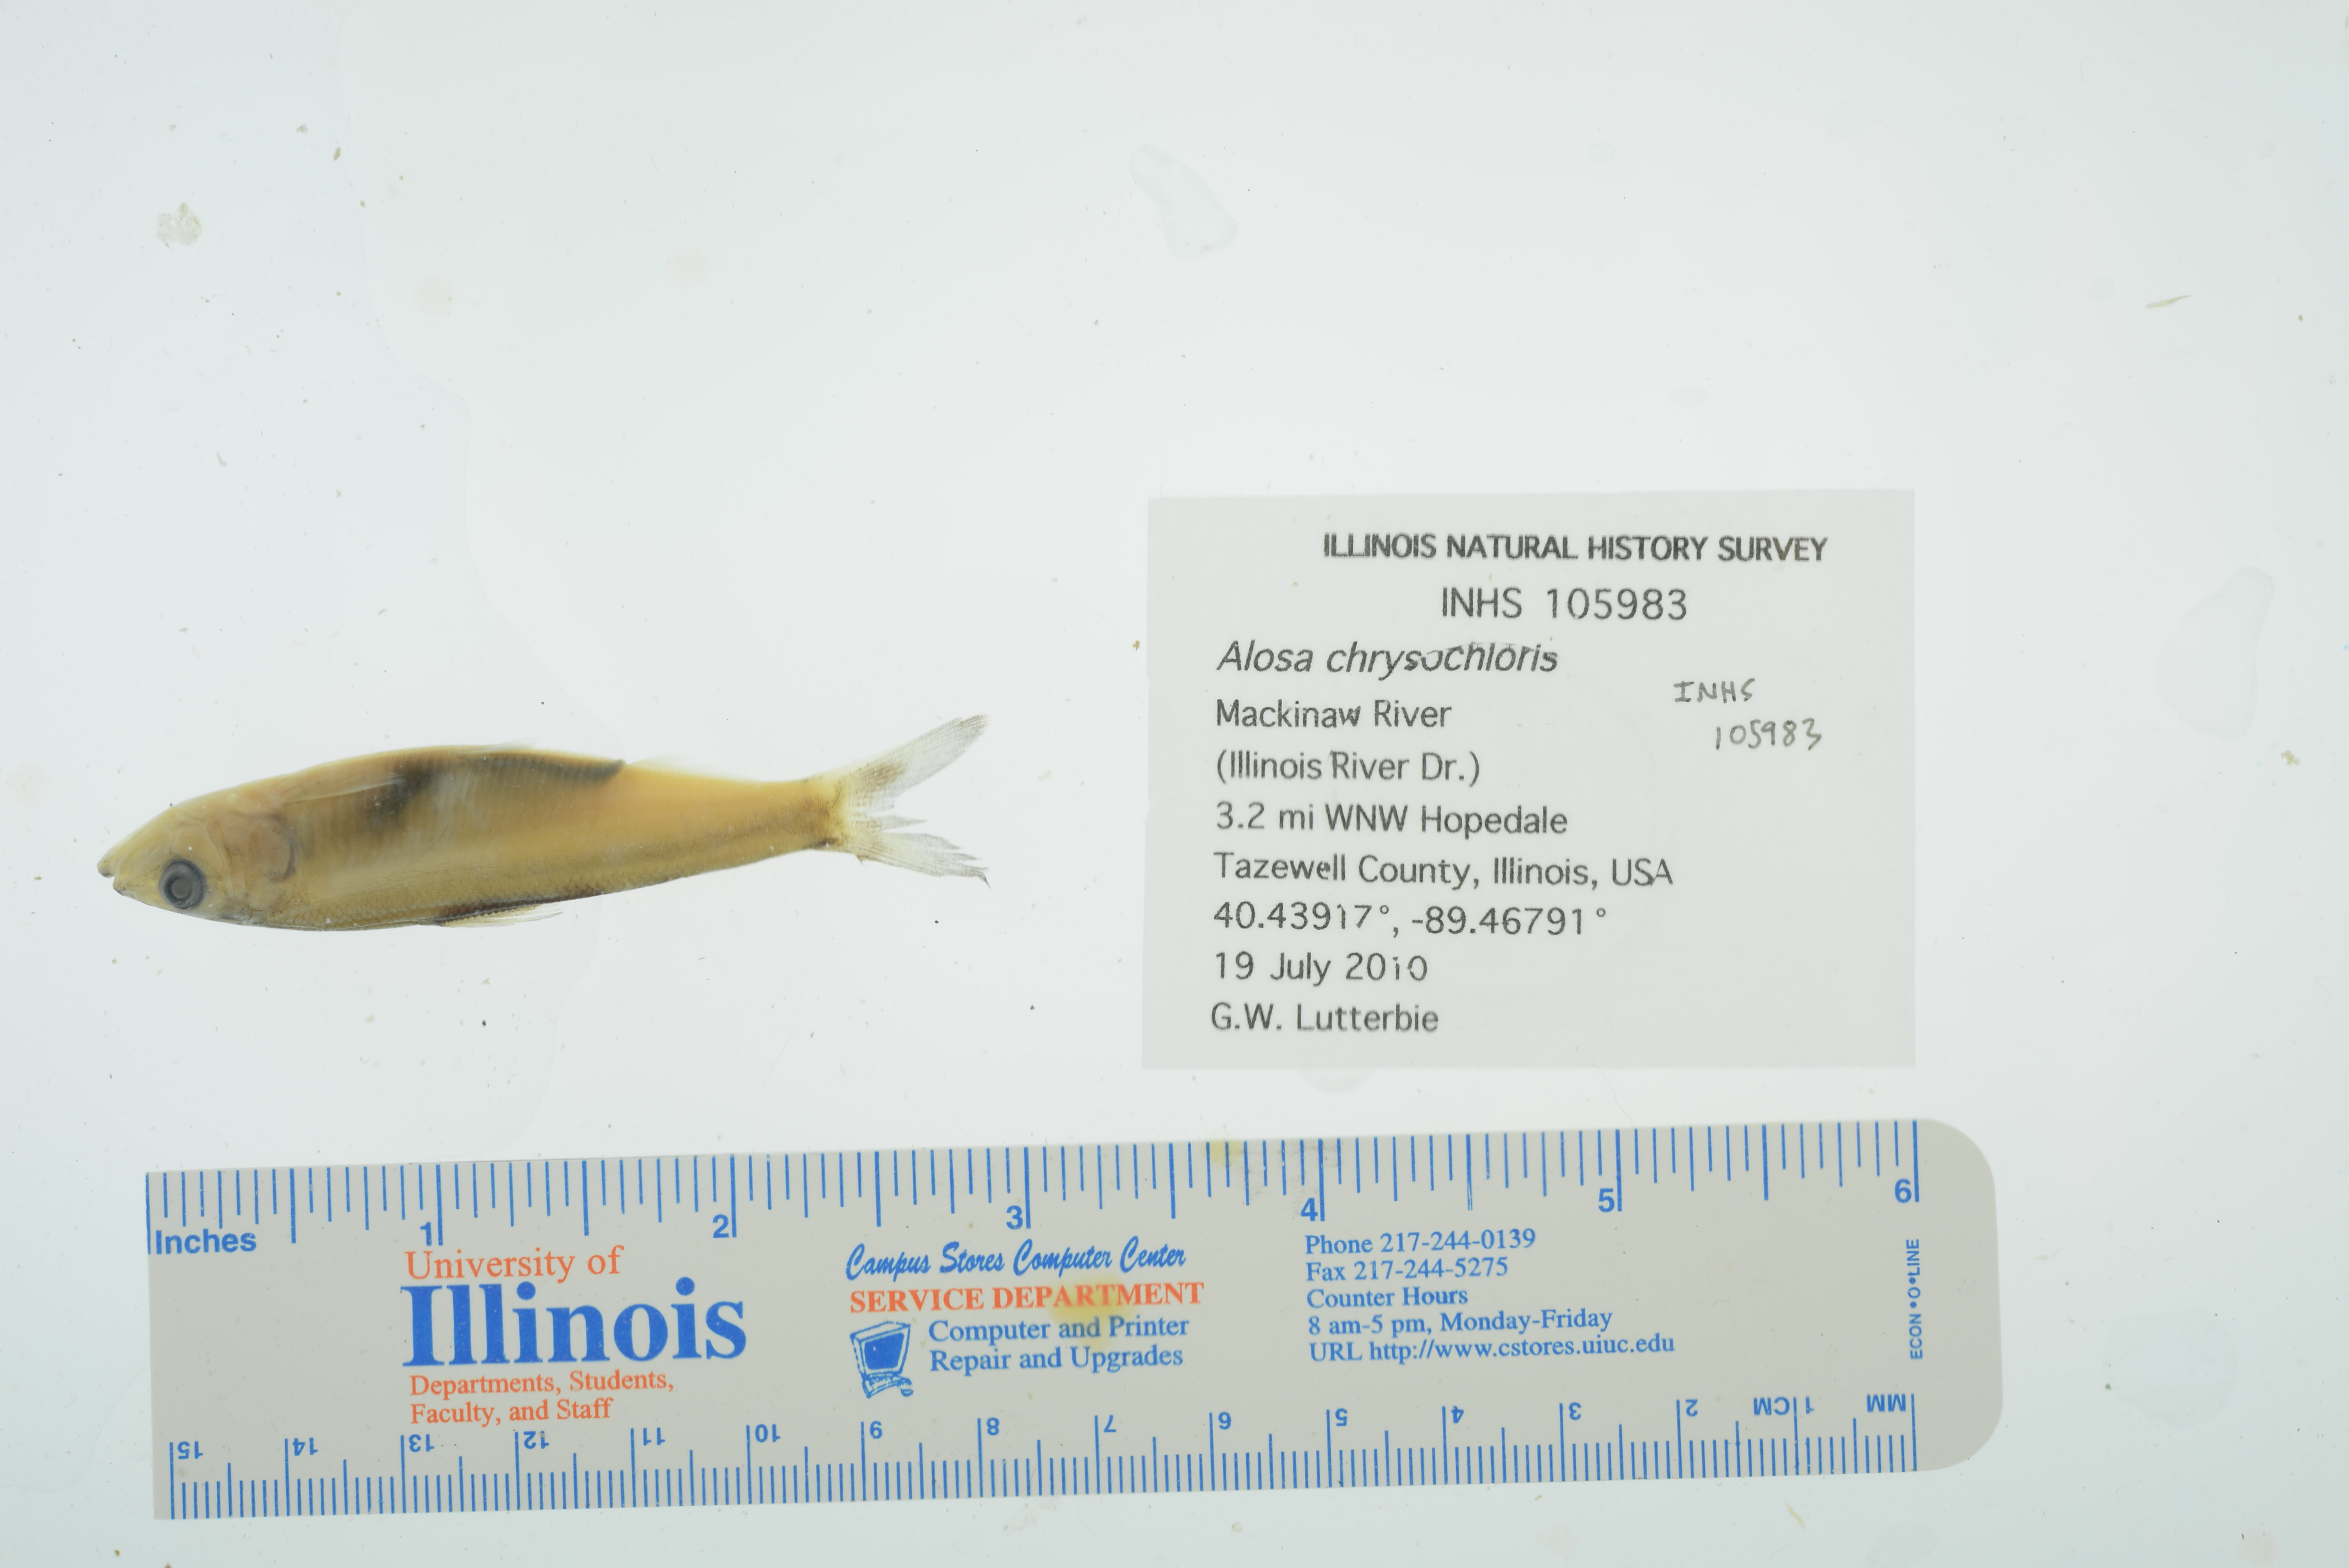 ILLINOIS NATURAL HISTORY SURVEY
INHS 105983
Alosa chrysochloris
INHS
105983
Mackinaw River
(Illinois River Dr.)
3.2 mi WNW Hopedale
Tazewell County, Illinois, USA
40.43917°, -89.46791°
19 July 2010
G.W. Lutterbie
Inches 1 2 3 4 5 6
University of
Illinois
Departments, Students,
Faculty, and Staff
Campus Stores Computer Center
SERVICE DEPARTMENT
Computer and Printer
Repair and Upgrades
Phone 217-244-0139
Fax 217-244-5275
Counter Hours
8 am-5 pm, Monday-Friday
URL http://www.cstores.uiuc.edu
ECON•O•LINE
MM 1CM 2 3 4 5 6 7 8 9 10 11 12 13 14 15